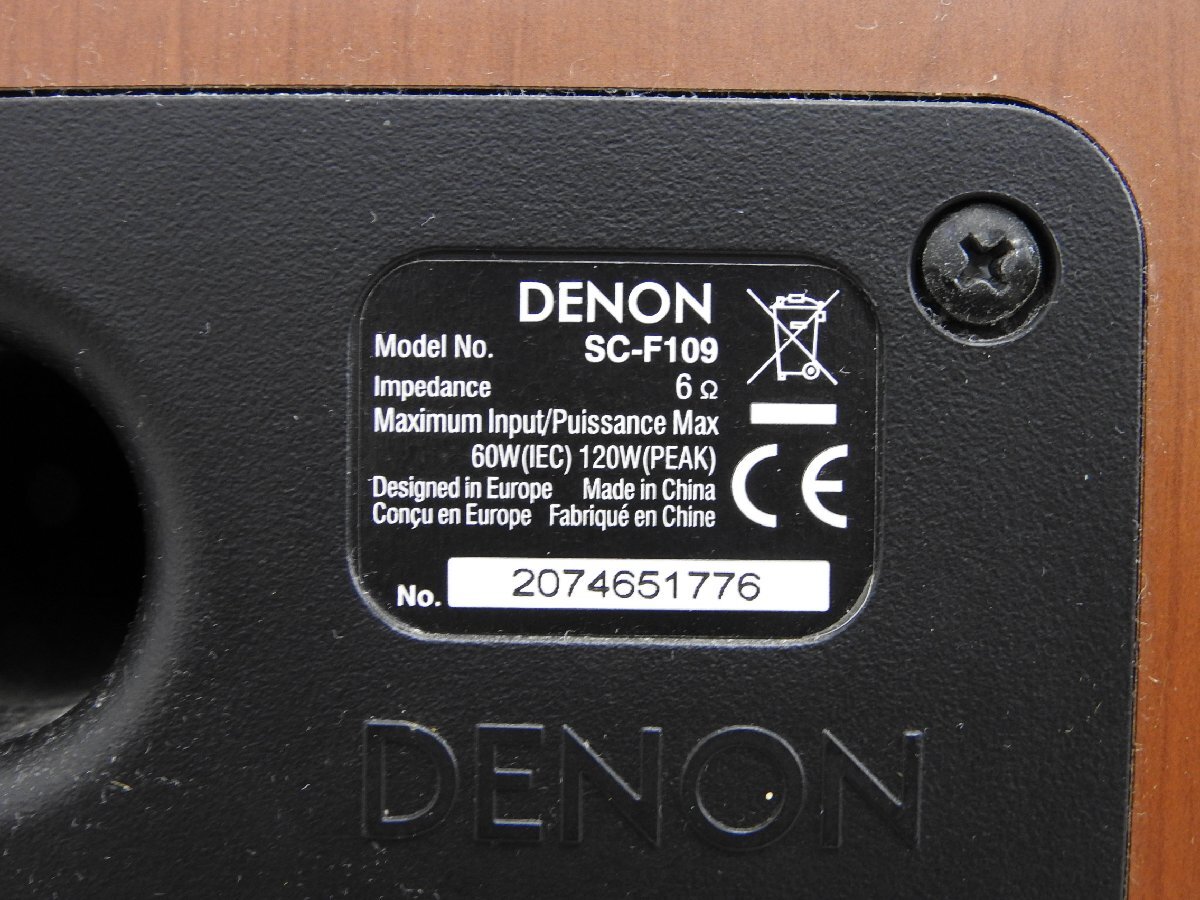 DENON
Model No. SC-F109
Impedance 6 Ω
Maximum Input/Puissance Max
60W(IEC) 120W(PEAK)
Designed in Europe Made in China
Conçu en Europe Fabriqué en Chine
CE
No. 2074651776
DENON